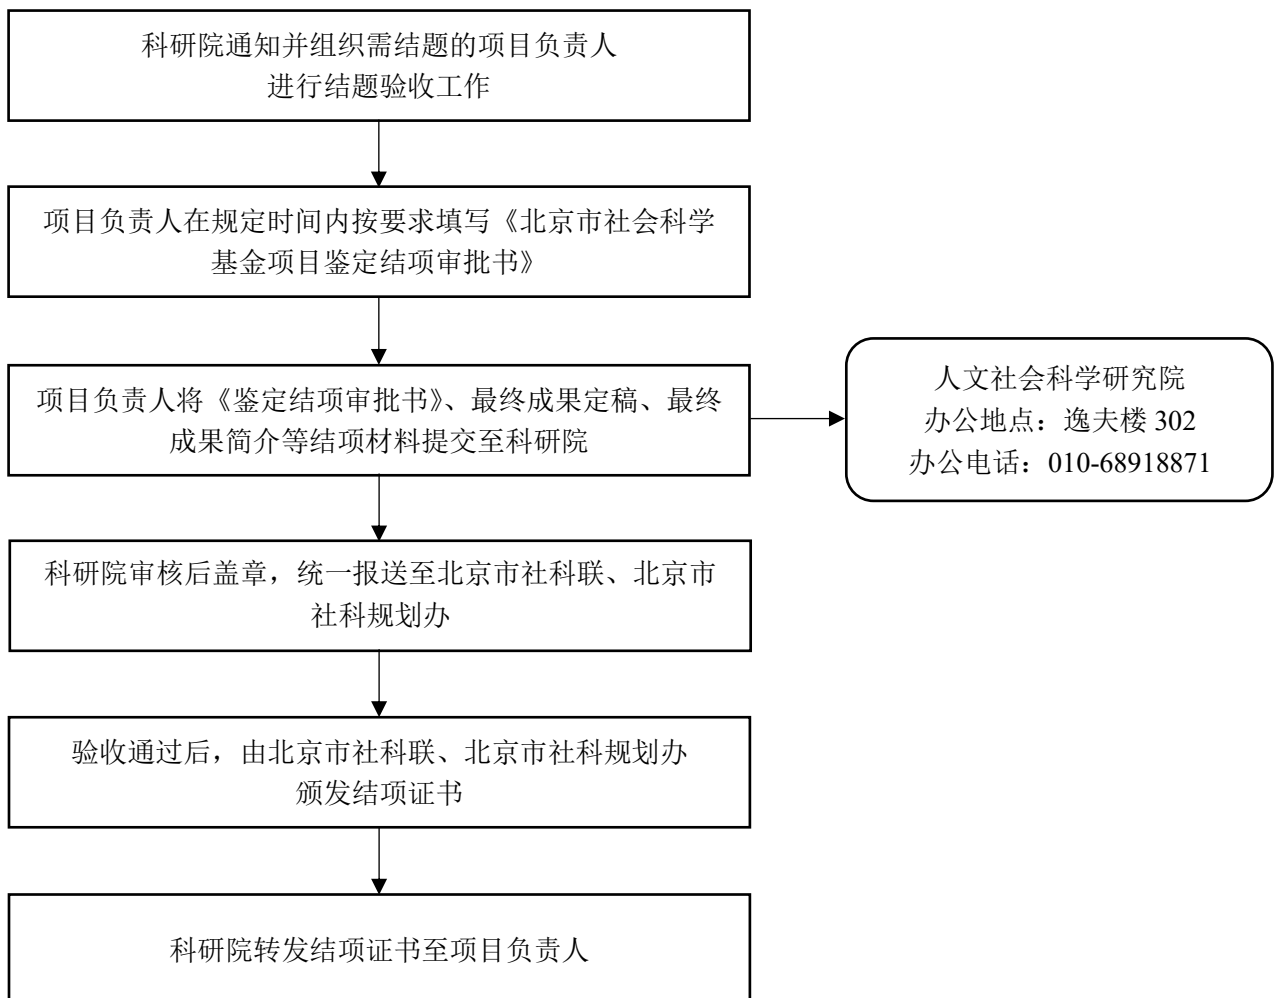 科研院通知并组织需结题的项目负责人
进行结题验收工作
项目负责人在规定时间内按要求填写《北京市社会科学
基金项目鉴定结项审批书》
项目负责人将《鉴定结项审批书》、最终成果定稿、最终
成果简介等结项材料提交至科研院
人文社会科学研究院
办公地点：逸夫楼 302
办公电话：010-68918871
科研院审核后盖章，统一报送至北京市社科联、北京市
社科规划办
验收通过后，由北京市社科联、北京市社科规划办
颁发结项证书
科研院转发结项证书至项目负责人